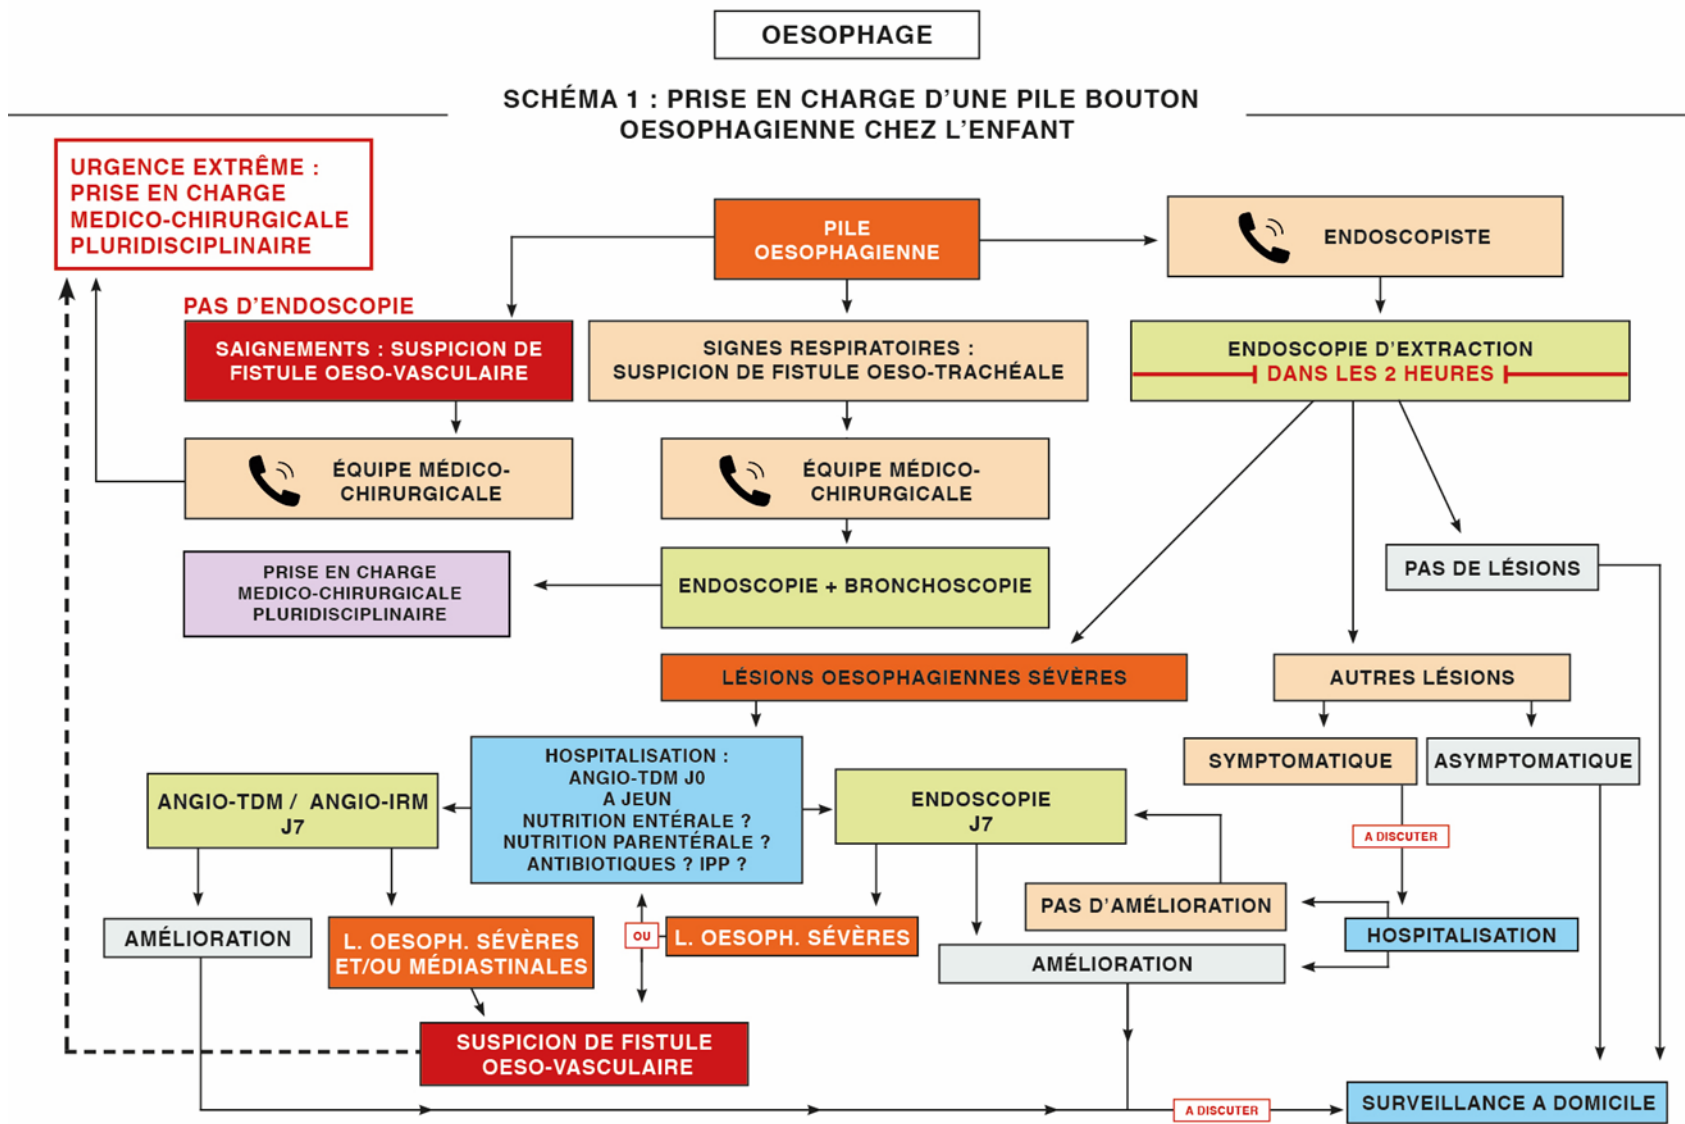 OESOPHAGE
SCHÉMA 1 : PRISE EN CHARGE D'UNE PILE BOUTON
OESOPHAGIENNE CHEZ L'ENFANT
URGENCE EXTRÊME :
PRISE EN CHARGE
MEDICO-CHIRURGICALE
PLURIDISCIPLINAIRE
PILE
OESOPHAGIENNE
ENDOSCOPISTE
PAS D'ENDOSCOPIE
SAIGNEMENTS : SUSPICION DE
FISTULE OESO-VASCULAIRE
SIGNES RESPIRATOIRES :
SUSPICION DE FISTULE OESO-TRACHÉALE
ENDOSCOPIE D'EXTRACTION
DANS LES 2 HEURES
ÉQUIPE MÉDICO-
CHIRURGICALE
ÉQUIPE MÉDICO-
CHIRURGICALE
PRISE EN CHARGE
MEDICO-CHIRURGICALE
PLURIDISCIPLINAIRE
ENDOSCOPIE + BRONCHOSCOPIE
PAS DE LÉSIONS
LÉSIONS OESOPHAGIENNES SÉVÈRES
AUTRES LÉSIONS
HOSPITALISATION :
ANGIO-TDM J0
A JEUN
NUTRITION ENTÉRALE ?
NUTRITION PARENTÉRALE ?
ANTIBIOTIQUES ? IPP ?
SYMPTOMATIQUE
ASYMPTOMATIQUE
ANGIO-TDM / ANGIO-IRM
J7
ENDOSCOPIE
J7
A DISCUTER
PAS D'AMÉLIORATION
AMÉLIORATION
L. OESOPH. SÉVÈRES
ET/OU MÉDIASTINALES
OU
L. OESOPH. SÉVÈRES
AMÉLIORATION
HOSPITALISATION
SUSPICION DE FISTULE
OESO-VASCULAIRE
A DISCUTER
SURVEILLANCE A DOMICILE